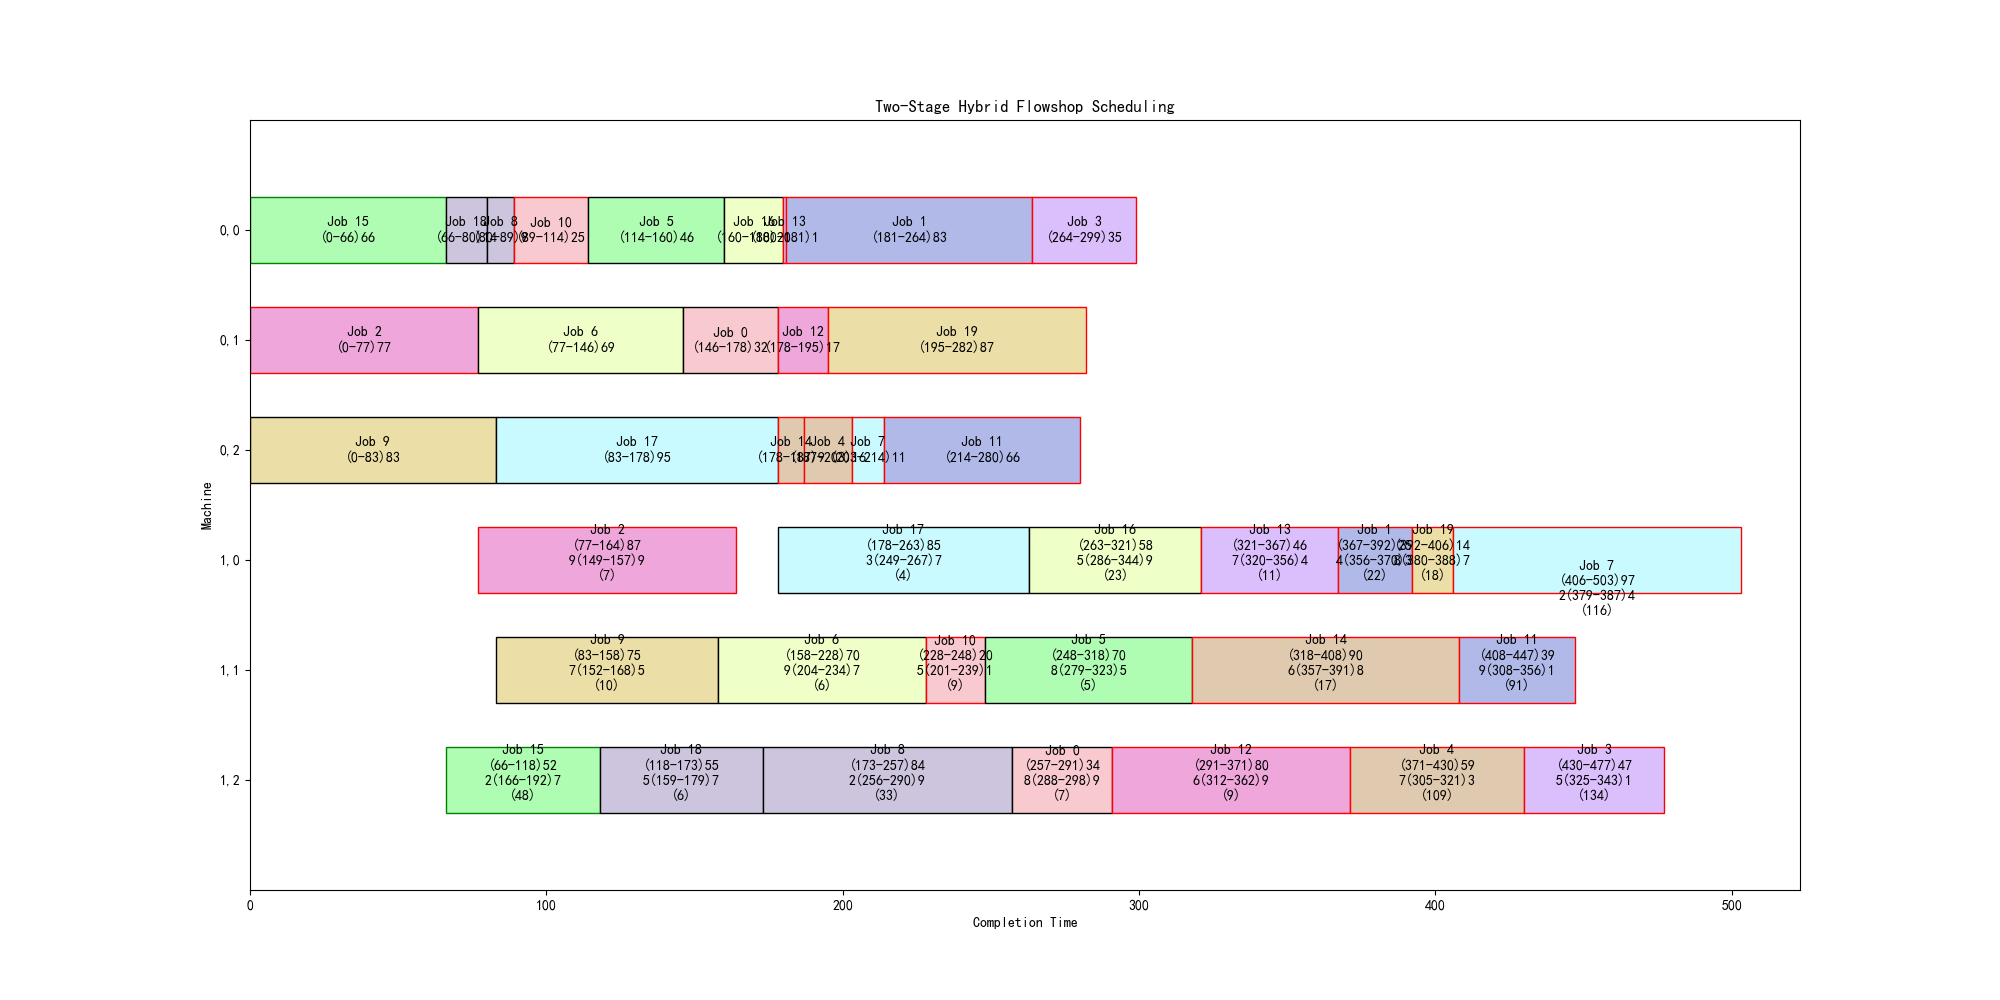 Two-Stage Hybrid Flowshop Scheduling
0,0
Job 15
(0-66)66
Job 18
(66-80)14
Job 8
(80-89)9
Job 10
(89-114)25
Job 5
(114-160)46
Job 16
(160-180)20
Job 13
(180-181)1
Job 1
(181-264)83
Job 3
(264-299)35
0,1
Job 2
(0-77)77
Job 6
(77-146)69
Job 0
(146-178)32
Job 12
(178-195)17
Job 19
(195-282)87
0,2
Job 9
(0-83)83
Job 17
(83-178)95
Job 14
(178-187)9
Job 4
(187-203)16
Job 7
(203-214)11
Job 11
(214-280)66
1,0
Job 2
(77-164)87
9(149-157)9
(7)
Job 17
(178-263)85
3(249-267)7
(4)
Job 16
(263-321)58
5(286-344)9
(23)
Job 13
(321-367)46
7(320-356)4
(11)
Job 1
(367-392)25
4(356-370)3
(22)
Job 19
(392-406)14
8(380-388)7
(18)
Job 7
(406-503)97
2(379-387)4
(116)
1,1
Job 9
(83-158)75
7(152-168)5
(10)
Job 6
(158-228)70
9(204-234)7
(6)
Job 10
(228-248)20
5(201-239)1
(9)
Job 5
(248-318)70
8(279-323)5
(5)
Job 14
(318-408)90
6(357-391)8
(17)
Job 11
(408-447)39
9(308-356)1
(91)
1,2
Job 15
(66-118)52
2(166-192)7
(48)
Job 18
(118-173)55
5(159-179)7
(6)
Job 8
(173-257)84
2(256-290)9
(33)
Job 0
(257-291)34
8(288-298)9
(7)
Job 12
(291-371)80
6(312-362)9
(9)
Job 4
(371-430)59
7(305-321)3
(109)
Job 3
(430-477)47
5(325-343)1
(134)
Machine
0
100
200
300
400
500
Completion Time